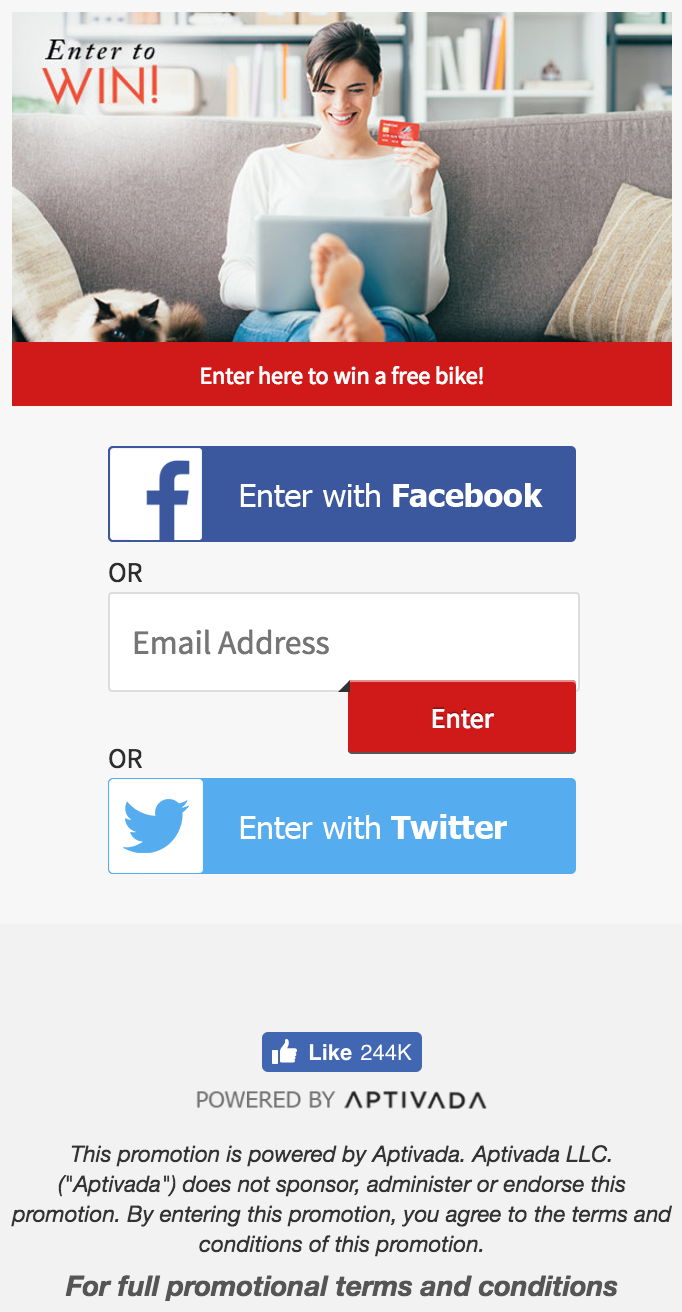 Enter to
WIN!
Enter here to win a free bike!
Enter with Facebook
OR
Email Address
Enter
OR
Enter with Twitter
Like 244K
POWERED BY APTIVADA
This promotion is powered by Aptivada. Aptivada LLC.
("Aptivada") does not sponsor, administer or endorse this
promotion. By entering this promotion, you agree to the terms and
conditions of this promotion.
For full promotional terms and conditions